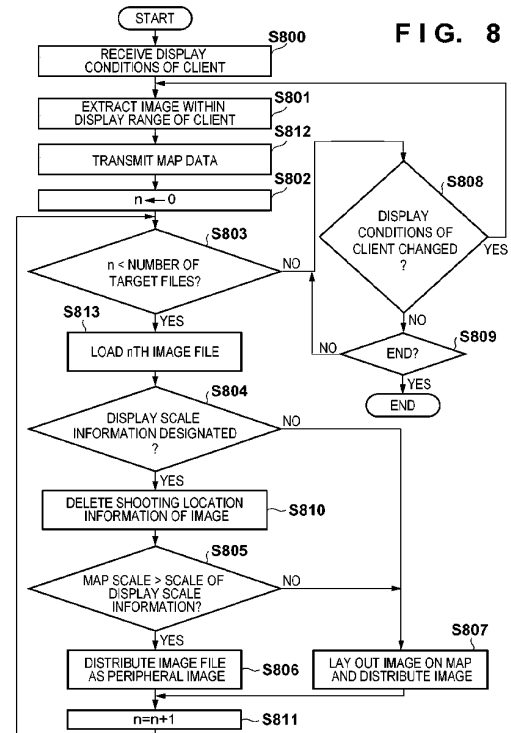 START
FIG. 8
S800
RECEIVE DISPLAY
CONDITIONS OF CLIENT
S801
EXTRACT IMAGE WITHIN
DISPLAY RANGE OF CLIENT
S812
TRANSMIT MAP DATA
S802
n ← 0
S803
n < NUMBER OF
TARGET FILES?
NO
YES
S808
DISPLAY
CONDITIONS OF
CLIENT CHANGED
?
YES
NO
S809
END?
NO
YES
END
S813
LOAD nTH IMAGE FILE
S804
DISPLAY SCALE
INFORMATION DESIGNATED
?
NO
YES
DELETE SHOOTING LOCATION
INFORMATION OF IMAGE
S810
S805
MAP SCALE > SCALE OF
DISPLAY SCALE
INFORMATION?
NO
YES
DISTRIBUTE IMAGE FILE
AS PERIPHERAL IMAGE
S806
S807
LAY OUT IMAGE ON MAP
AND DISTRIBUTE IMAGE
n=n+1
S811